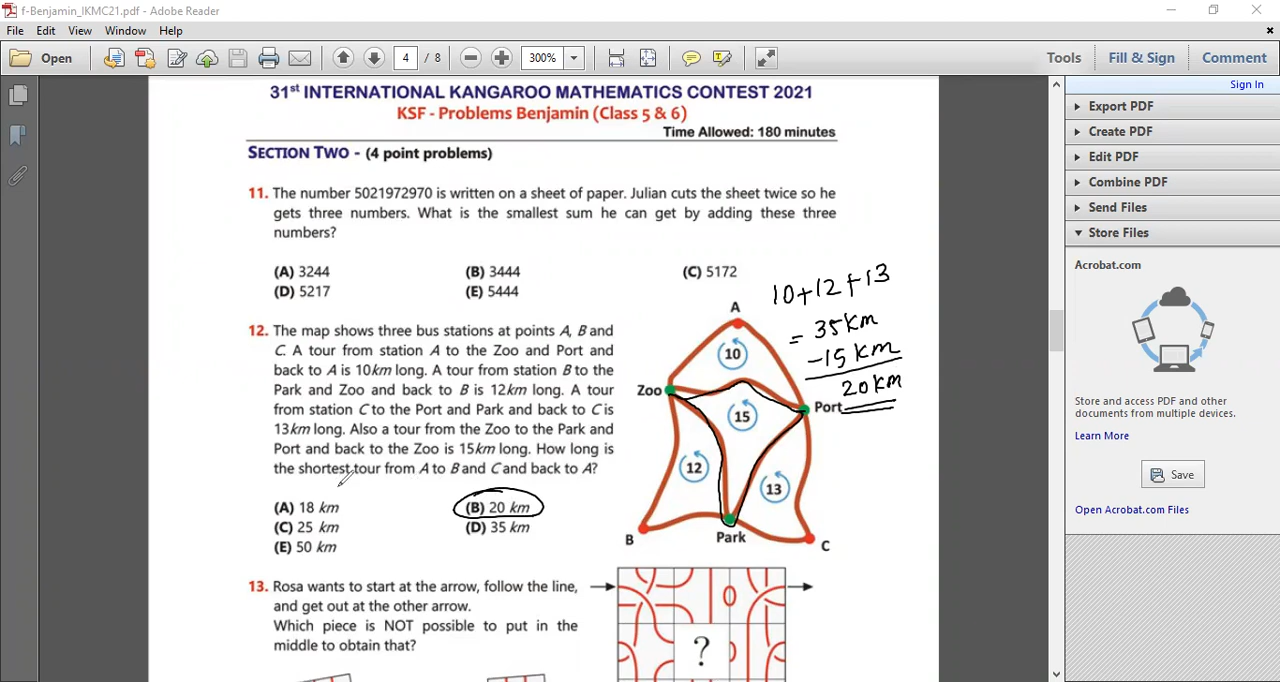 f-Benjamin_IKMC21.pdf - Adobe Reader
File Edit View Window Help
Open
4 / 8
300%
Tools
Fill & Sign
Comment
Sign In
Export PDF
Create PDF
Edit PDF
Combine PDF
Send Files
Store Files
Acrobat.com
Store and access PDF and other
documents from multiple devices.
Learn More
Save
Open Acrobat.com Files
31st INTERNATIONAL KANGAROO MATHEMATICS CONTEST 2021
KSF - Problems Benjamin (Class 5 & 6)
Time Allowed: 180 minutes
SECTION TWO - (4 point problems)
11. The number 5021972970 is written on a sheet of paper. Julian cuts the sheet twice so he
gets three numbers. What is the smallest sum he can get by adding these three
numbers?
(A) 3244 (B) 3444 (C) 5172
(D) 5217 (E) 5444
12. The map shows three bus stations at points A, B and
C. A tour from station A to the Zoo and Port and
back to A is 10km long. A tour from station B to the
Park and Zoo and back to B is 12km long. A tour
from station C to the Port and Park and back to C is
13km long. Also a tour from the Zoo to the Park and
Port and back to the Zoo is 15km long. How long is
the shortest tour from A to B and C and back to A?
(A) 18 km (B) 20 km
(C) 25 km (D) 35 km
(E) 50 km
A
10
Zoo
Port
15
12
13
B
Park
C
10+12+13
= 35km
-15 km
20 km
13. Rosa wants to start at the arrow, follow the line,
and get out at the other arrow.
Which piece is NOT possible to put in the
middle to obtain that?
?